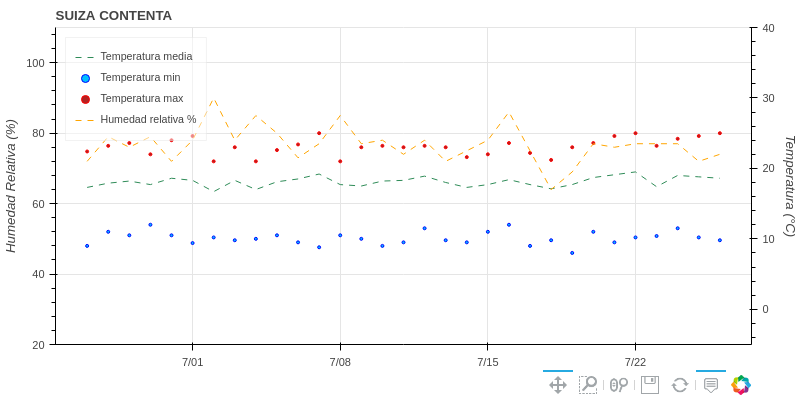 SUIZA CONTENTA
Temperatura media
Temperatura min
Temperatura max
Humedad relativa %
Humedad Relativa (%)
100
80
60
40
20
40
30
20
10
0
Temperatura (°C)
7/01
7/08
7/15
7/22